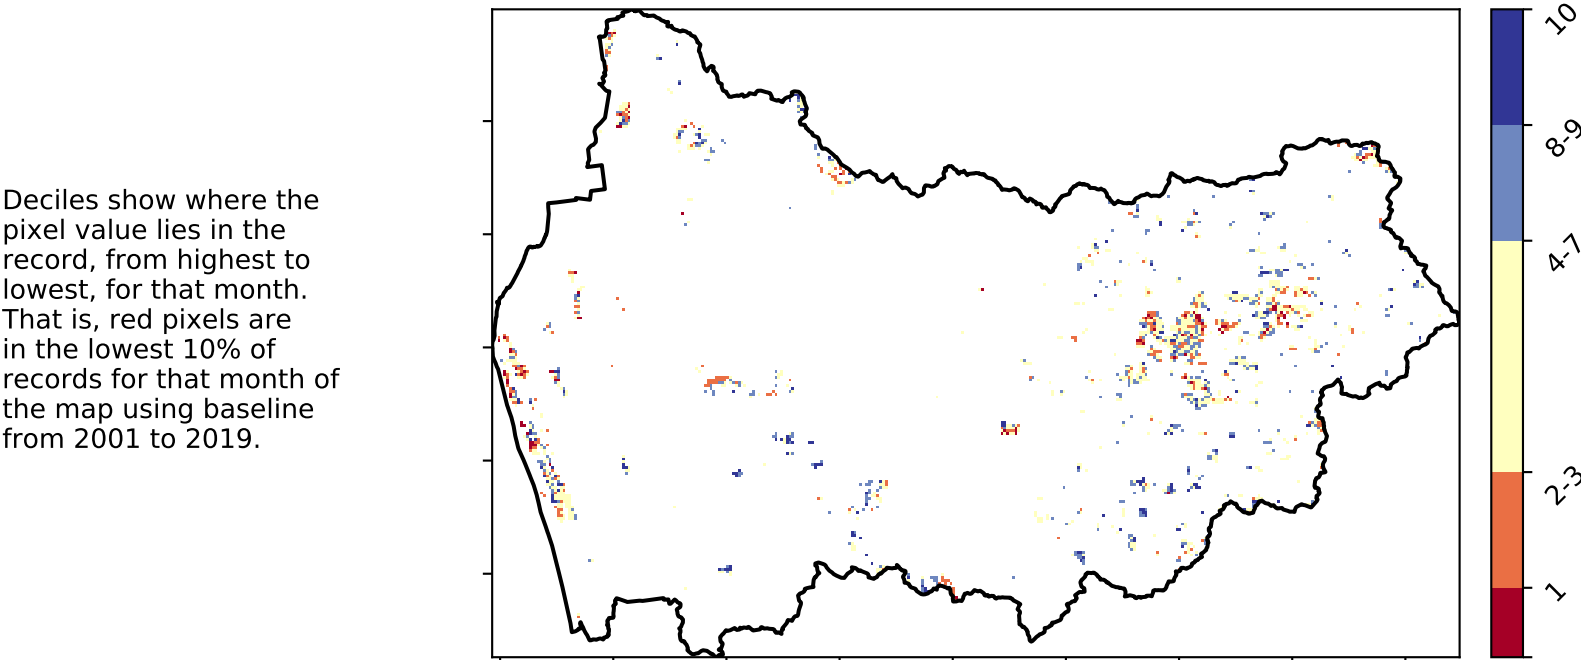 Deciles show where the
pixel value lies in the
record, from highest to
lowest, for that month.
That is, red pixels are
in the lowest 10% of
records for that month of
the map using baseline
from 2001 to 2019.
10
8-9
4-7
2-3
1